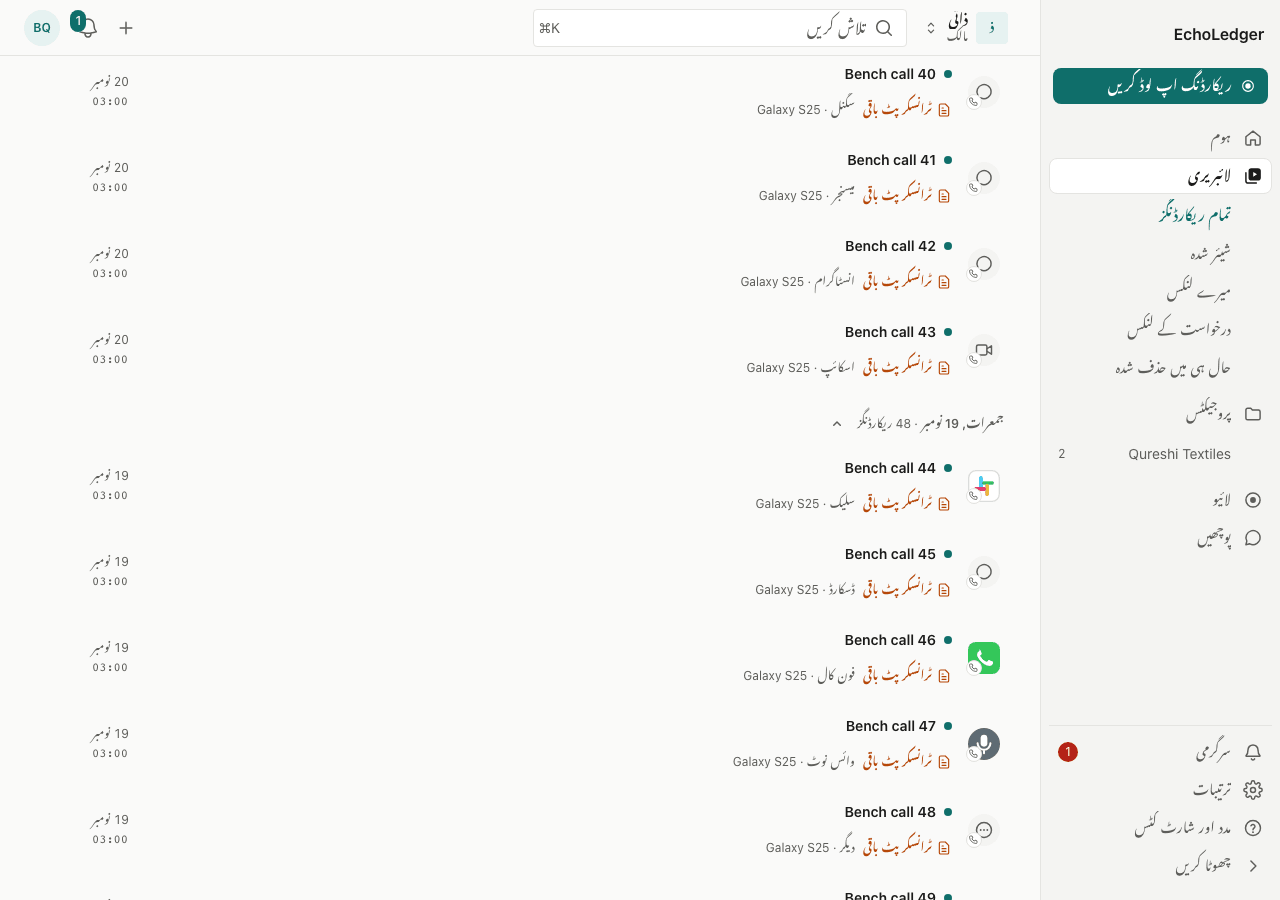 EchoLedger
ریکارڈنگ اپ لوڈ کریں
ہوم
لائبریری
تمام ریکارڈنگز
شیئر شدہ
میرے لنکس
درخواست کے لنکس
حال ہی میں حذف شدہ
پروجیکٹس
Qureshi Textiles 2
لائیو
پوچھیں
سرگرمی 1
ترتیبات
مدد اور شارٹ کٹس
چھوٹا کریں
ذ
ذاتی
مالک
تلاش کریں ⌘K
1
BQ
Bench call 40
ٹرانسکرپٹ باقی سگنل · Galaxy S25
20 نومبر
03:00
Bench call 41
ٹرانسکرپٹ باقی میسنجر · Galaxy S25
20 نومبر
03:00
Bench call 42
ٹرانسکرپٹ باقی انسٹاگرام · Galaxy S25
20 نومبر
03:00
Bench call 43
ٹرانسکرپٹ باقی اسکائپ · Galaxy S25
20 نومبر
03:00
جمعرات, 19 نومبر · 48 ریکارڈنگز
Bench call 44
ٹرانسکرپٹ باقی سلیک · Galaxy S25
19 نومبر
03:00
Bench call 45
ٹرانسکرپٹ باقی ڈسکارڈ · Galaxy S25
19 نومبر
03:00
Bench call 46
ٹرانسکرپٹ باقی فون کال · Galaxy S25
19 نومبر
03:00
Bench call 47
ٹرانسکرپٹ باقی وائس نوٹ · Galaxy S25
19 نومبر
03:00
Bench call 48
ٹرانسکرپٹ باقی دیگر · Galaxy S25
19 نومبر
03:00
Bench call 49